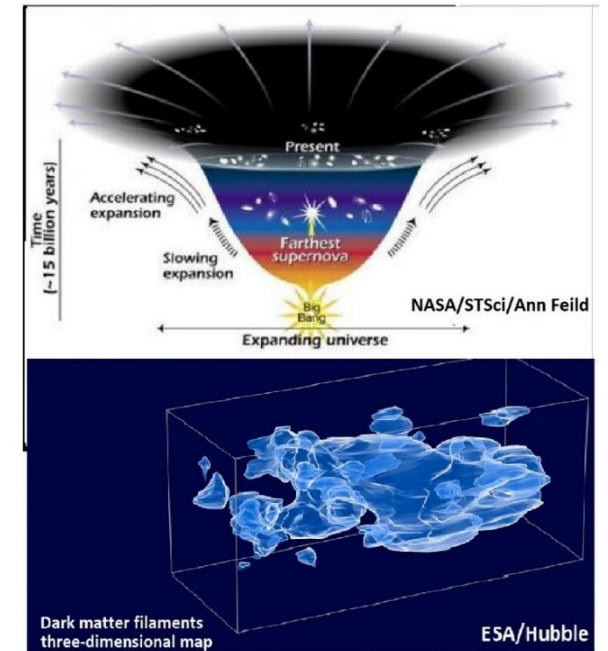 Present
Time
(~15 billion years)
Accelerating
expansion
Slowing
expansion
Farthest
supernova
Big
Bang
NASA/STScI/Ann Feild
Expanding universe
Dark matter filaments
three-dimensional map
ESA/Hubble